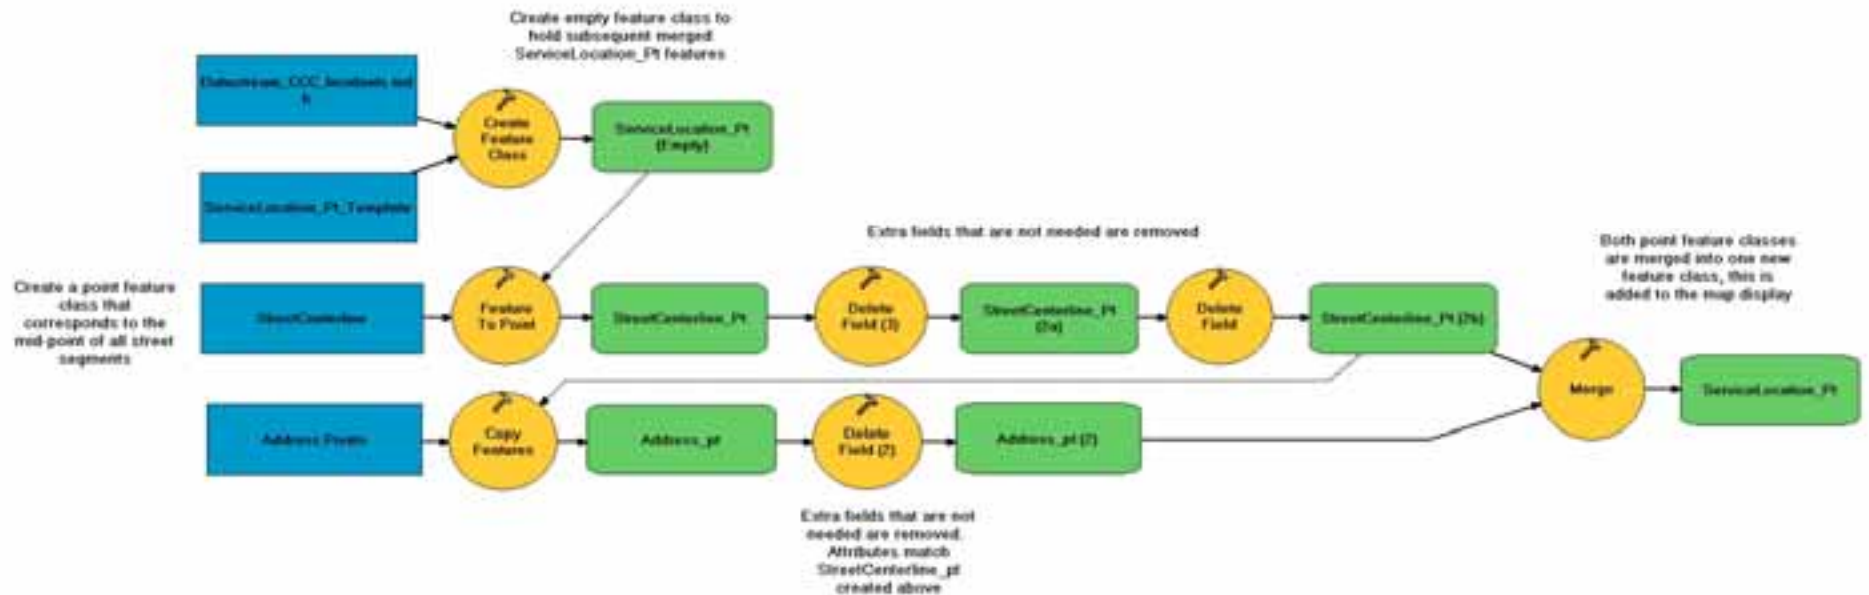 Create empty feature class to
hold subsequent merged
ServiceLocation_Pt features
Create
Feature
Class
ServiceLocation_Pt
(Empty)
ServiceLocation_Pt_Template
Extra fields that are not needed are removed
Both point feature classes
are merged into one new
feature class, this is
added to the map display
Create a point feature
class that
corresponds to the
mid-point of all street
segments
StreetCenterline
Feature
To Point
StreetCenterline_Pt
Delete
Field (3)
StreetCenterline_Pt
(2a)
Delete
Field
StreetCenterline_Pt (2b)
Merge
ServiceLocation_Pt
Address Points
Copy
Features
Address_pt
Delete
Field (2)
Address_pt (2)
Extra fields that are not
needed are removed.
Attributes match
StreetCenterline_pt
created above